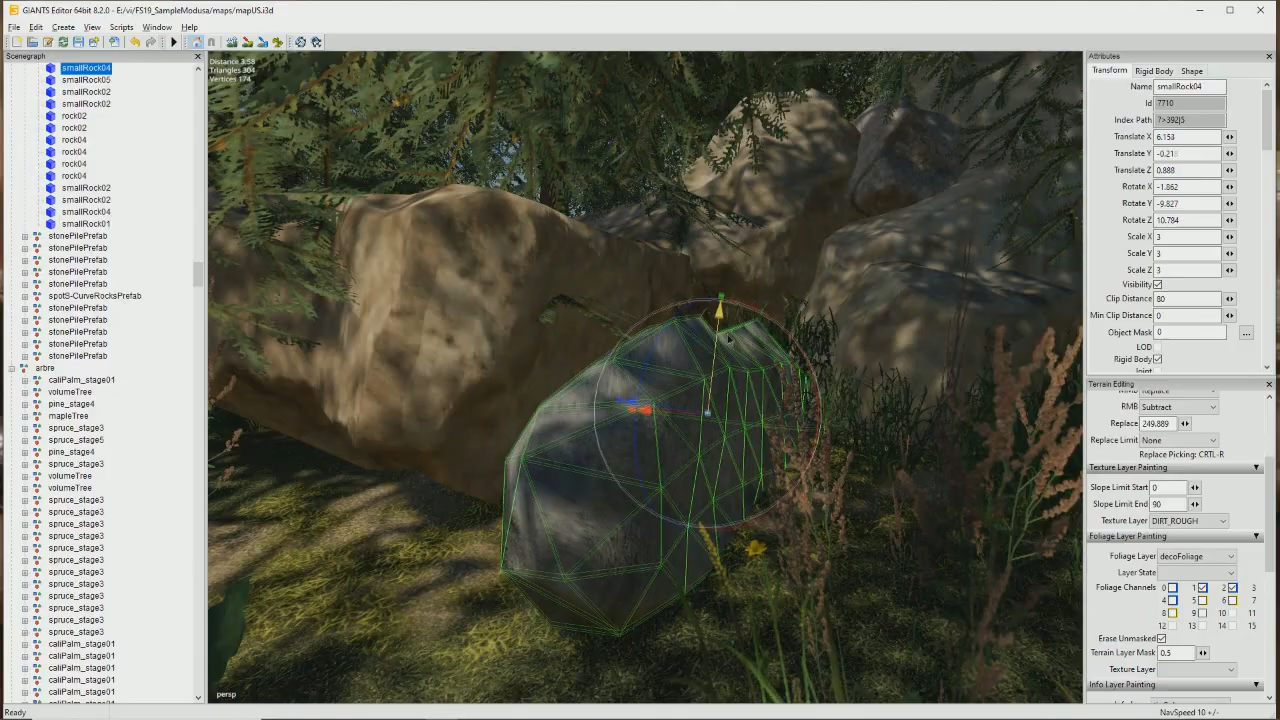 GIANTS Editor 64bit 8.2.0 - E:/vi/FS19_SampleModusa/maps/mapUS.i3d
File Edit Create View Scripts Window Help
Scenegraph
smallRock04
smallRock05
smallRock02
smallRock02
rock02
rock02
rock04
rock04
rock04
rock04
smallRock02
smallRock02
smallRock04
smallRock01
stonePilePrefab
stonePilePrefab
stonePilePrefab
stonePilePrefab
stonePilePrefab
spotS-CurveRocksPrefab
stonePilePrefab
stonePilePrefab
stonePilePrefab
stonePilePrefab
stonePilePrefab
arbre
caliPalm_stage01
volumeTree
pine_stage4
mapleTree
spruce_stage3
spruce_stage5
pine_stage4
spruce_stage3
volumeTree
volumeTree
spruce_stage3
spruce_stage3
spruce_stage3
spruce_stage3
spruce_stage3
spruce_stage3
spruce_stage3
spruce_stage3
spruce_stage3
spruce_stage3
spruce_stage3
spruce_stage3
caliPalm_stage01
caliPalm_stage01
caliPalm_stage01
caliPalm_stage01
caliPalm_stage01
Ready
Distance 3.58
Triangles 304
Vertices 174
persp
Attributes
Transform Rigid Body Shape
Name smallRock04
Id 7710
Index Path 7>392|5
Translate X 6.153
Translate Y -0.21
Translate Z 0.888
Rotate X -1.862
Rotate Y -9.827
Rotate Z 10.784
Scale X 3
Scale Y 3
Scale Z 3
Visibility
Clip Distance 80
Min Clip Distance 0
Object Mask 0 ...
LOD
Rigid Body
Terrain Editing
RMB Subtract
Replace 249.889
Replace Limit None
Replace Picking: CRTL-R
Texture Layer Painting
Slope Limit Start 0
Slope Limit End 90
Texture Layer DIRT_ROUGH
Foliage Layer Painting
Foliage Layer decoFoliage
Layer State
Foliage Channels 0 1 2 3
4 5 6 7
8 9 10 11
12 13 14 15
Erase Unmasked
Terrain Layer Mask 0.5
Texture Layer
Info Layer Painting
NavSpeed 10 +/-